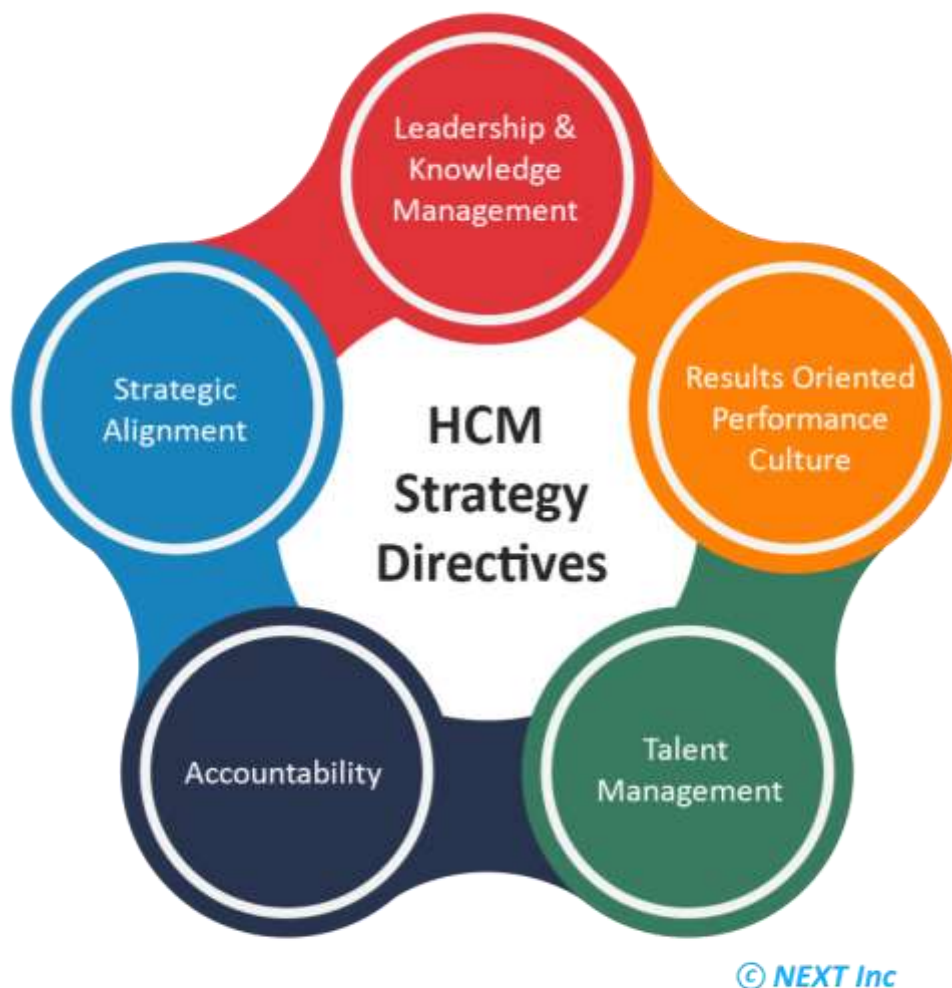 Leadership &
Knowledge
Management
Results Oriented
Performance
Culture
Talent
Management
Accountability
Strategic
Alignment
HCM
Strategy
Directives
© NEXT Inc